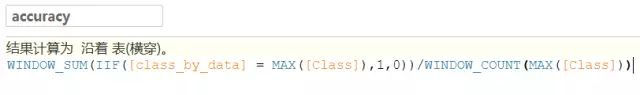 accuracy
结果计算为 沿着 表(横穿)。
WINDOW_SUM(IIF([class_by_data] = MAX([Class]),1,0))/WINDOW_COUNT(MAX([Class]))